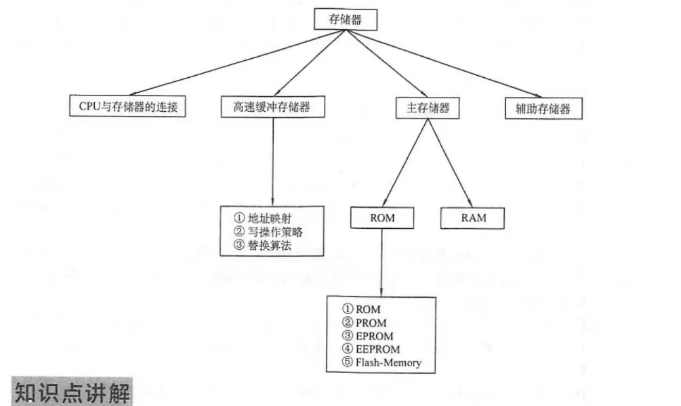 存储器
CPU与存储器的连接
高速缓冲存储器
主存储器
辅助存储器
① 地址映射
② 写操作策略
③ 替换算法
ROM
RAM
① ROM
② PROM
③ EPROM
④ EEPROM
⑤ Flash-Memory
知识点讲解